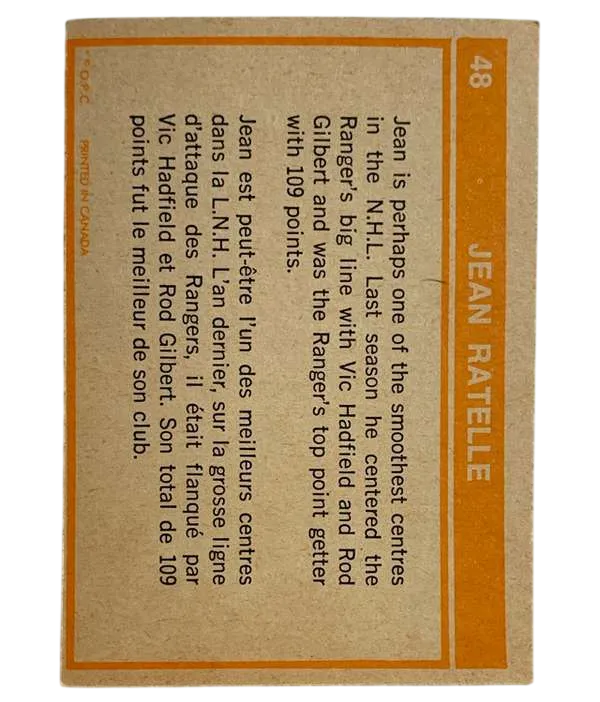 48
JEAN RATELLE
Jean is perhaps one of the smoothest centres
in the N.H.L. Last season he centered the
Ranger's big line with Vic Hadfield and Rod
Gilbert and was the Ranger's top point getter
with 109 points.
Jean est peut-être l'un des meilleurs centres
dans la L.N.H. L'an dernier, sur la grosse ligne
d'attaque des Rangers, il était flanqué par
Vic Hadfield et Rod Gilbert. Son total de 109
points fut le meilleur de son club.
**©O.P.C. PRINTED IN CANADA